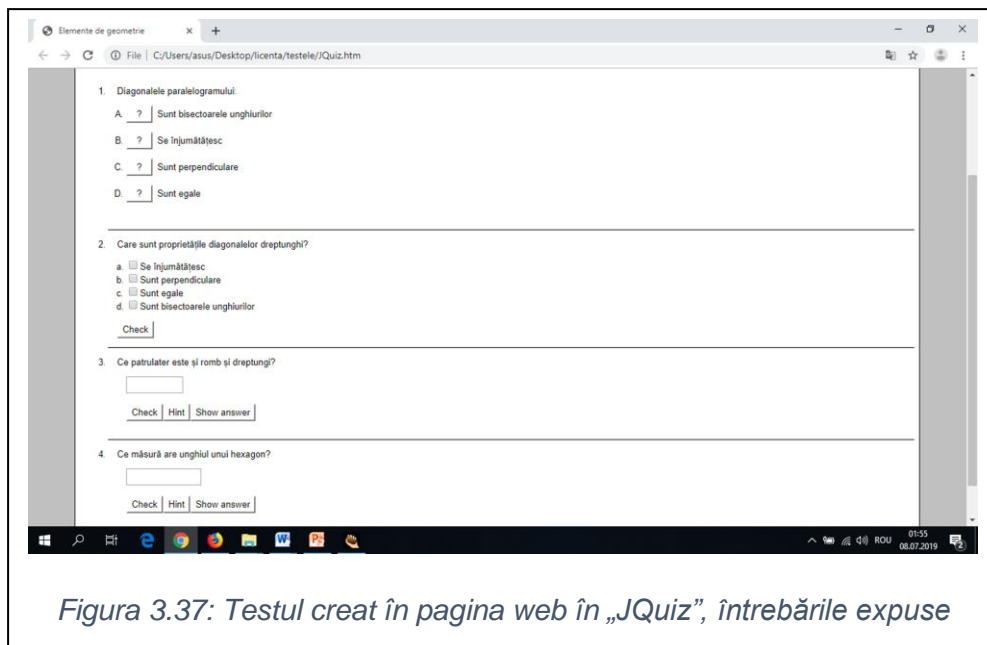 Elemente de geometrie
File | C:/Users/asus/Desktop/licenta/testele/JQuiz.htm
1. Diagonalele paralelogramului:
A. ? Sunt bisectoarele unghiurilor
B. ? Se înjumătățesc
C. ? Sunt perpendiculare
D. ? Sunt egale
2. Care sunt proprietățile diagonalelor dreptunghi?
a. Se înjumătățesc
b. Sunt perpendiculare
c. Sunt egale
d. Sunt bisectoarele unghiurilor
Check
3. Ce patrulater este și romb și dreptungi?
Check Hint Show answer
4. Ce măsură are unghiul unui hexagon?
Check Hint Show answer
ROU 01:55
08.07.2019
2
Figura 3.37: Testul creat în pagina web în „JQuiz”, întrebările expuse